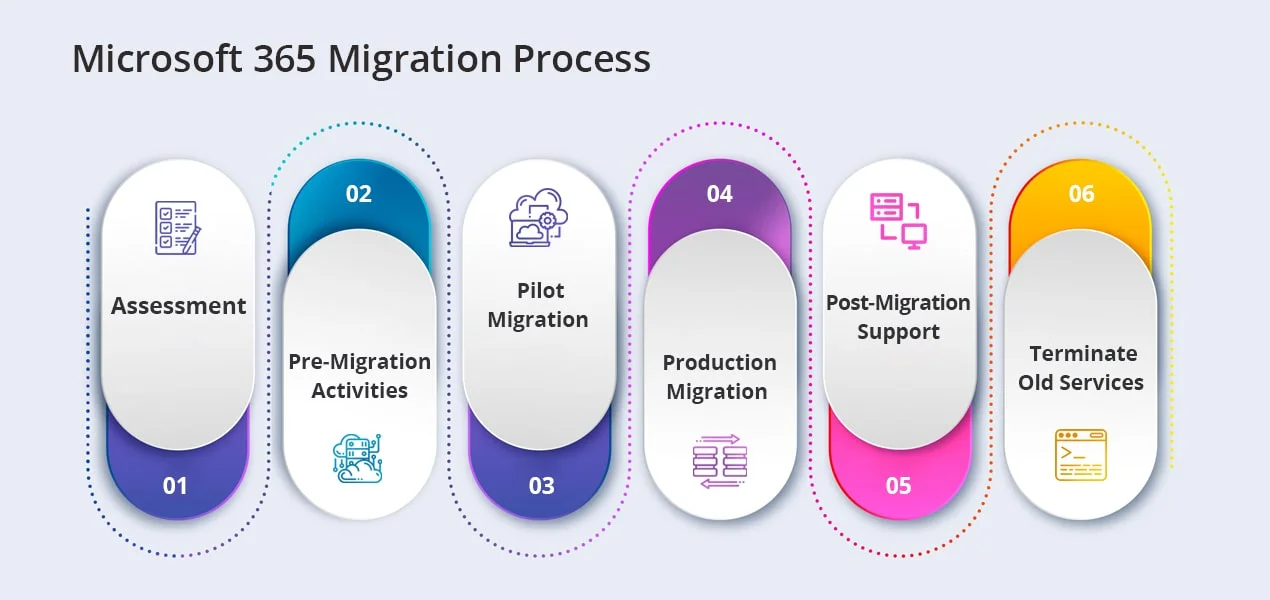 Microsoft 365 Migration Process
Assessment
01
02
Pre-Migration
Activities
Pilot
Migration
03
04
Production
Migration
Post-Migration
Support
05
06
Terminate
Old Services